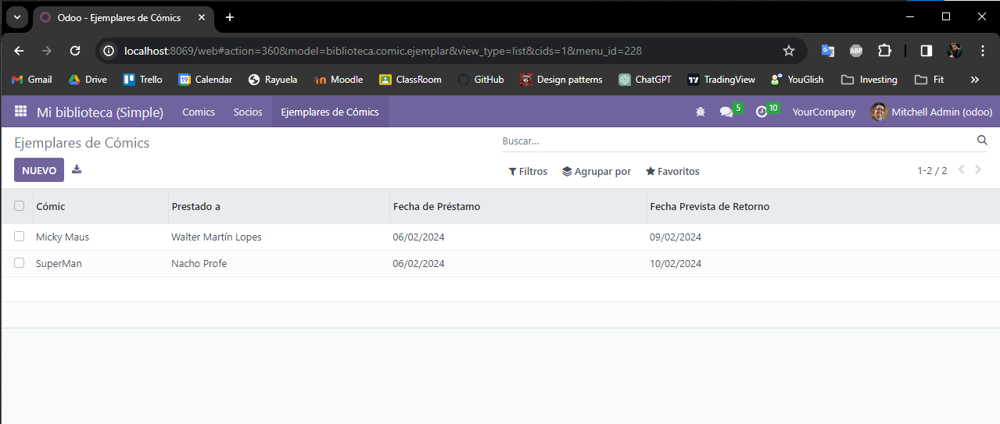 Odoo - Ejemplares de Cómics
localhost:8069/web#action=360&model=biblioteca.comic.ejemplar&view_type=list&cids=1&menu_id=228
ABP
Gmail Drive Trello 19 Calendar Rayuela Moodle ClassRoom GitHub Design patterns ChatGPT TradingView YouGlish Investing Fit »
Mi biblioteca (Simple) Comics Socios Ejemplares de Cómics 5 10 YourCompany Mitchell Admin (odoo)
Ejemplares de Cómics Buscar...
NUEVO Filtros Agrupar por Favoritos 1-2 / 2
Cómic Prestado a Fecha de Préstamo Fecha Prevista de Retorno
Micky Maus Walter Martín Lopes 06/02/2024 09/02/2024
SuperMan Nacho Profe 06/02/2024 10/02/2024